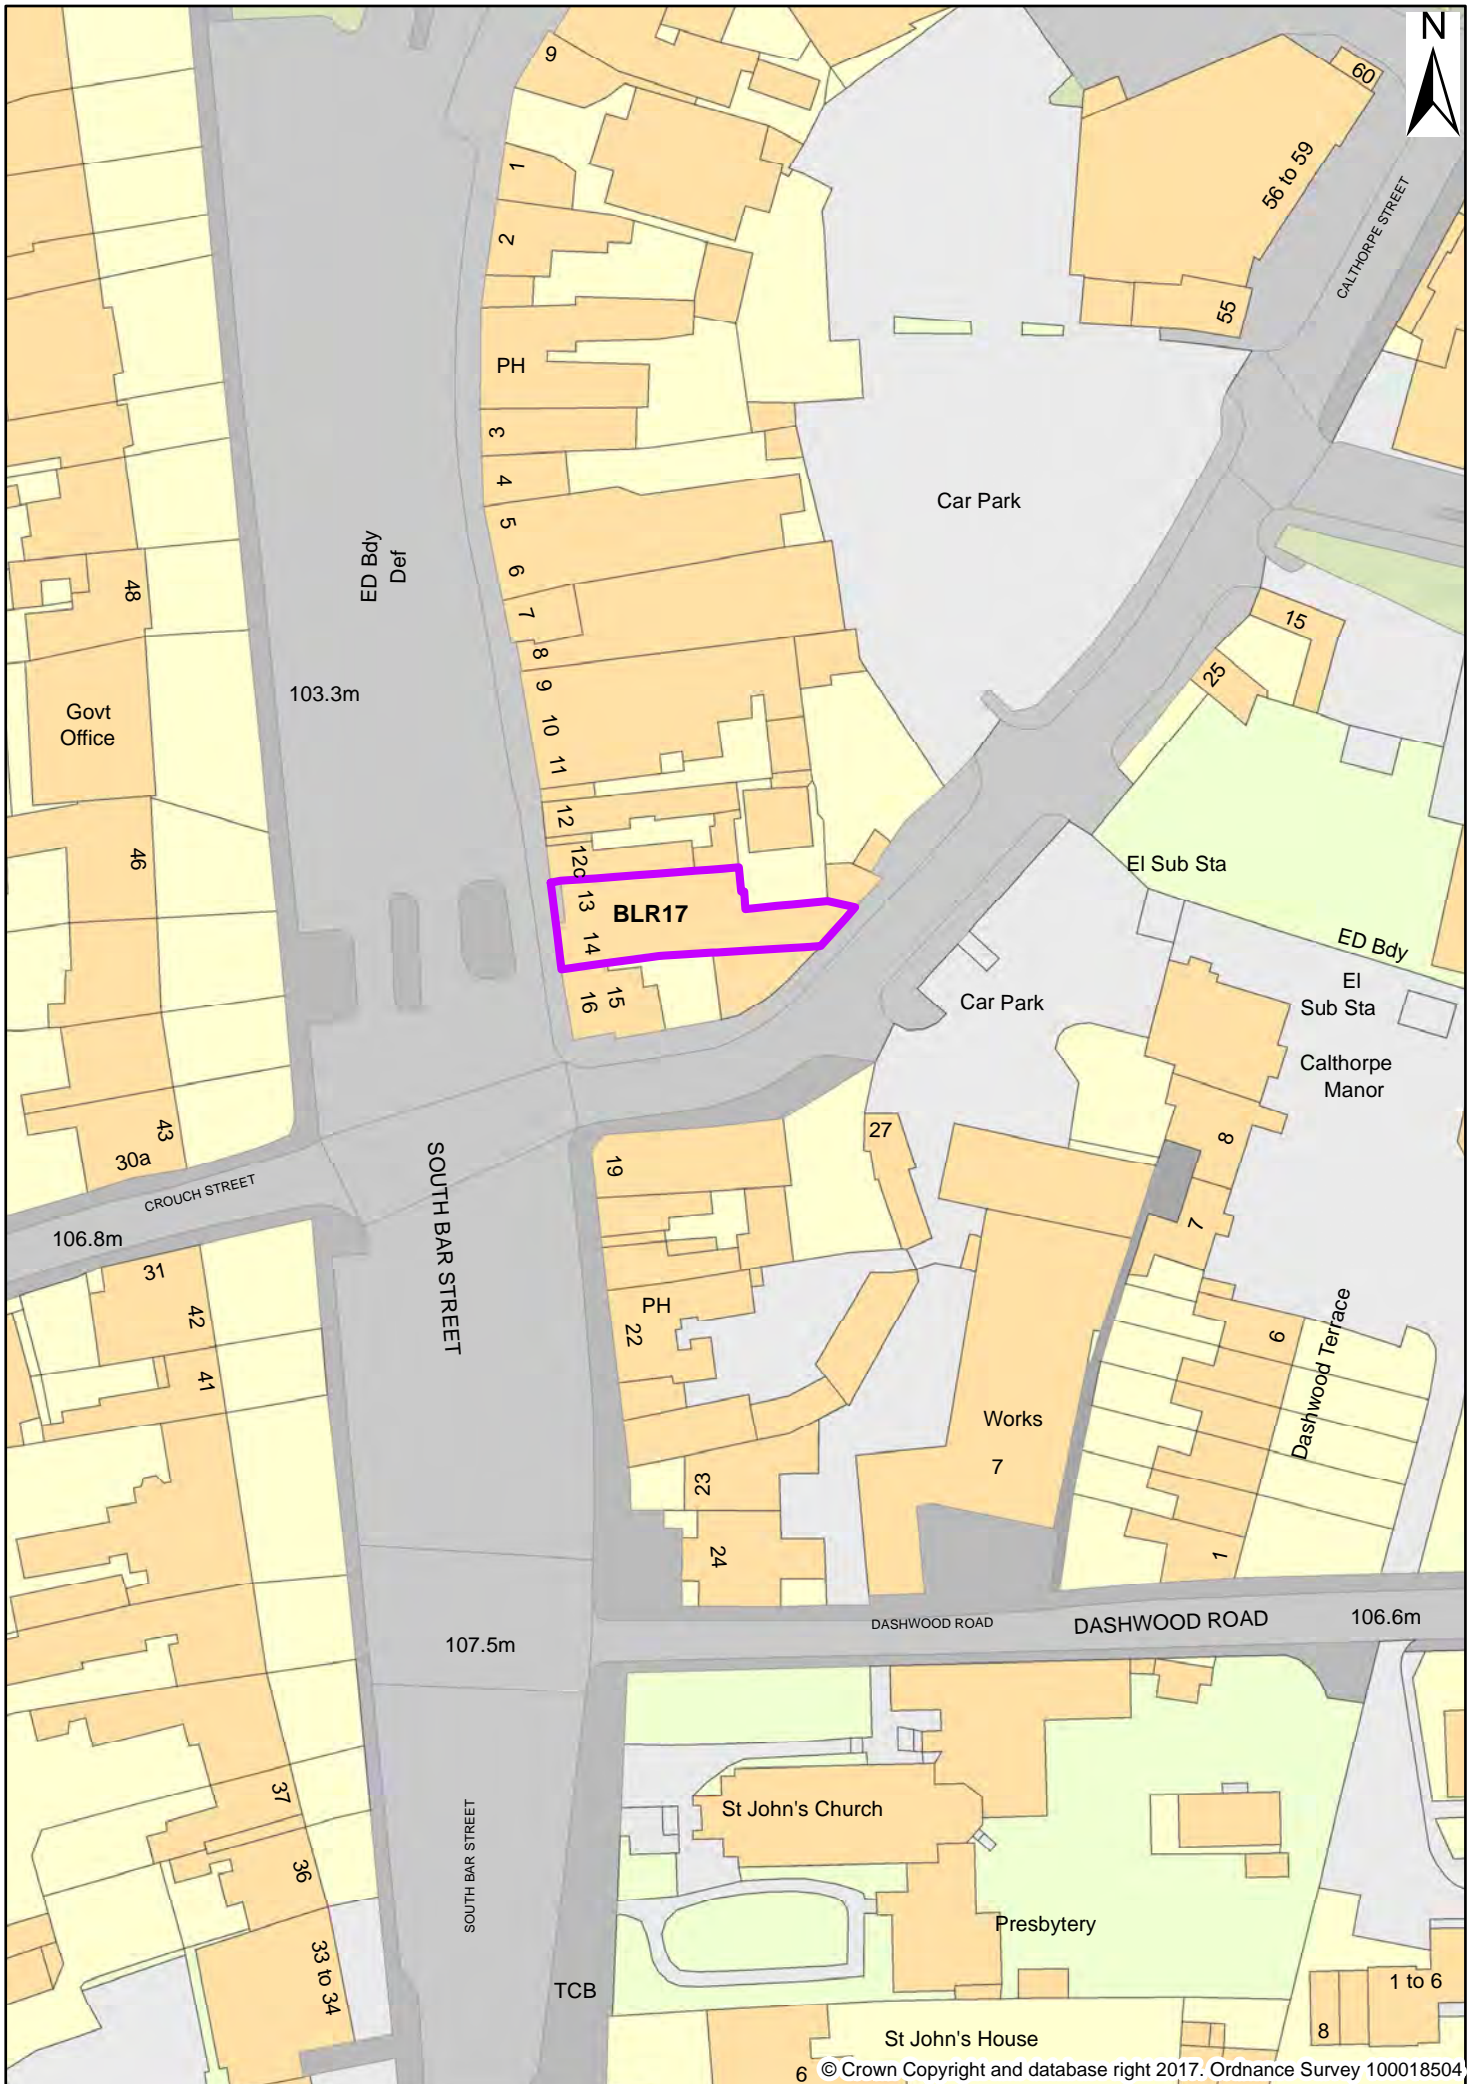 N
9
60
1
56 to 59
CALTHORPE STREET
2
55
PH
3
4
Car Park
5
ED Bdy
Def
6
48
7
15
8
25
9
103.3m
Govt
Office
10
11
12
46
12c
El Sub Sta
13
BLR17
14
ED Bdy
El
Sub Sta
15
16
Car Park
Calthorpe
Manor
43
27
8
30a
19
SOUTH BAR STREET
CROUCH STREET
7
106.8m
31
PH
42
22
6
Dashwood Terrace
41
Works
7
23
24
1
DASHWOOD ROAD
DASHWOOD ROAD
106.6m
107.5m
37
St John's Church
36
SOUTH BAR STREET
Presbytery
33 to 34
TCB
1 to 6
8
St John's House
6
© Crown Copyright and database right 2017. Ordnance Survey 100018504